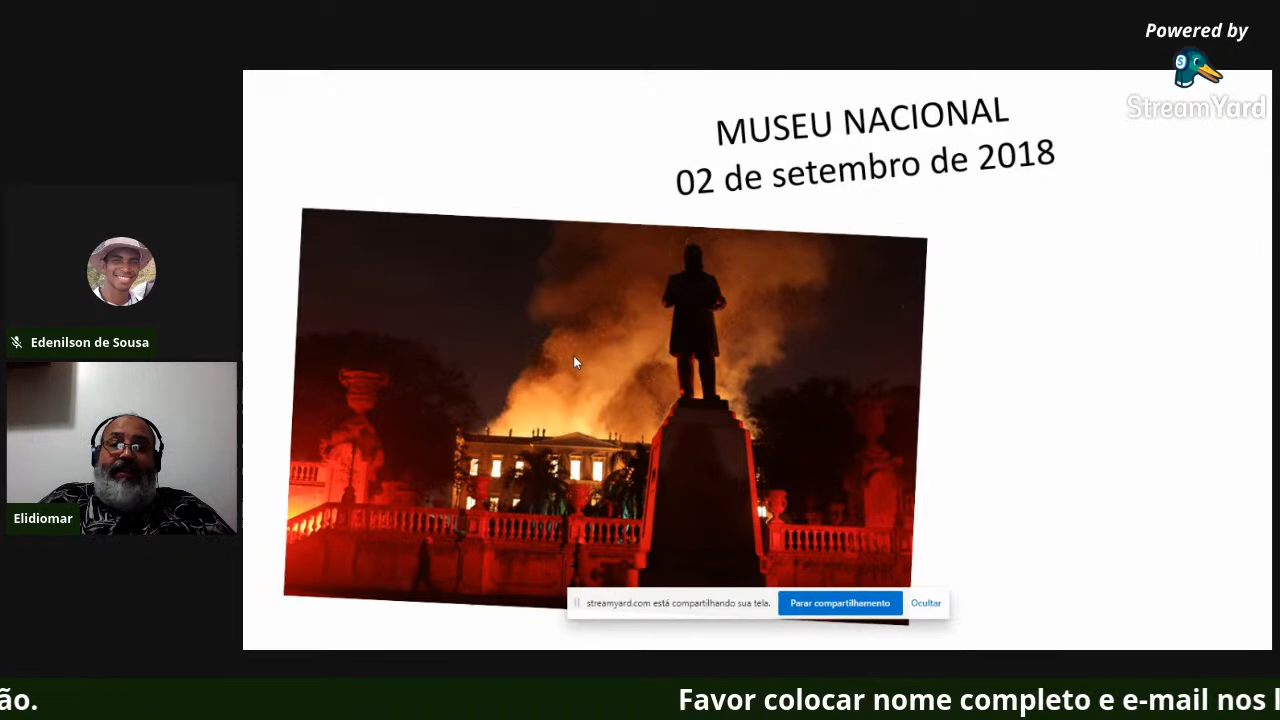 Powered by
StreamYard
MUSEU NACIONAL
02 de setembro de 2018
Edenilson de Sousa
Elidiomar
streamyard.com está compartilhando sua tela.
Parar compartilhamento
Ocultar
ão.
Favor colocar nome completo e e-mail nos